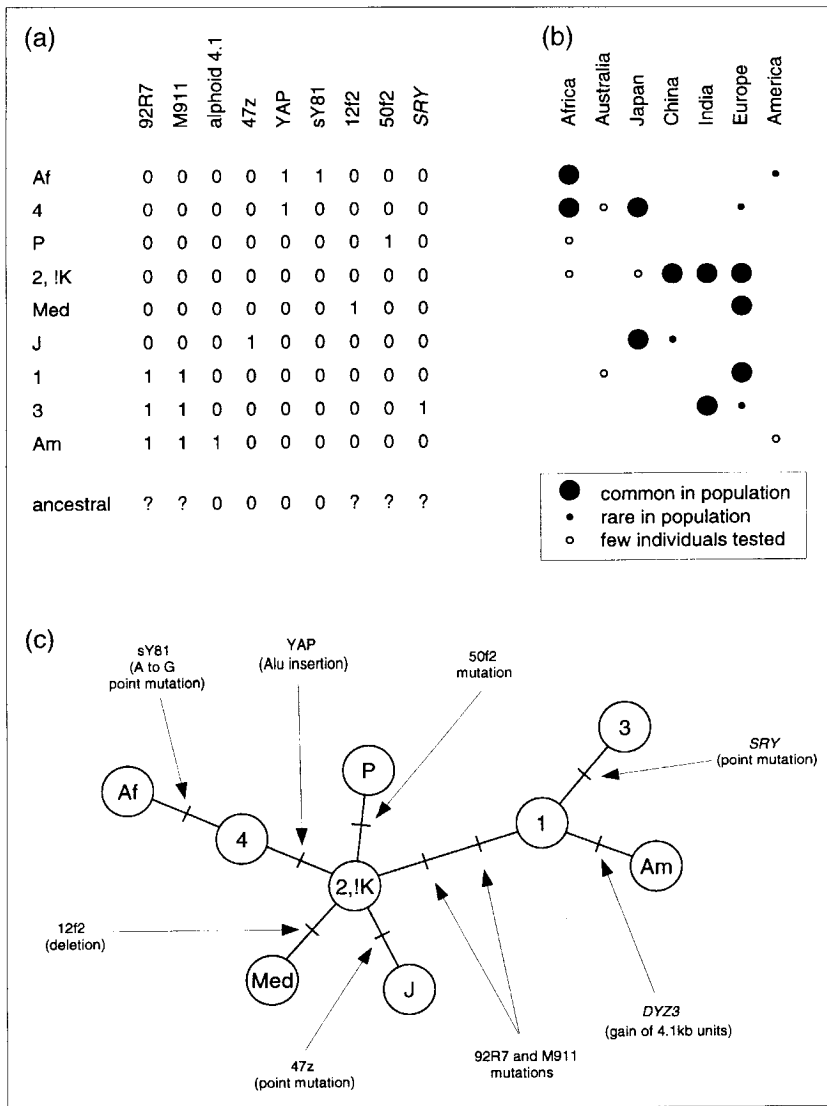 (a)
92R7 M911 alphoid 4.1 47z YAP sY81 12f2 50f2 SRY
Af 0 0 0 0 1 1 0 0 0
4 0 0 0 0 1 0 0 0 0
P 0 0 0 0 0 0 0 1 0
2, !K 0 0 0 0 0 0 0 0 0
Med 0 0 0 0 0 0 1 0 0
J 0 0 0 1 0 0 0 0 0
1 1 1 0 0 0 0 0 0 0
3 1 1 0 0 0 0 0 0 1
Am 1 1 1 0 0 0 0 0 0
ancestral ? ? 0 0 0 0 ? ? ?
(b)
Africa Australia Japan China India Europe America
common in population
rare in population
few individuals tested
(c)
sY81
(A to G
point mutation)
YAP
(Alu insertion)
50f2
mutation
SRY
(point mutation)
Af
4
P
2,!K
Med
J
1
3
Am
12f2
(deletion)
47z
(point mutation)
92R7 and M911
mutations
DYZ3
(gain of 4.1kb units)